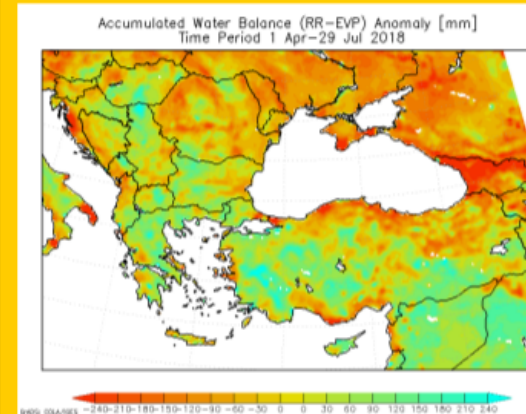 Accumulated Water Balance (RR-EVP) Anomaly [mm]
Time Period 1 Apr-29 Jul 2018
-240-210-180-150-120-90 -60 -30 0 0 30 60 90 120 150 180 210 240